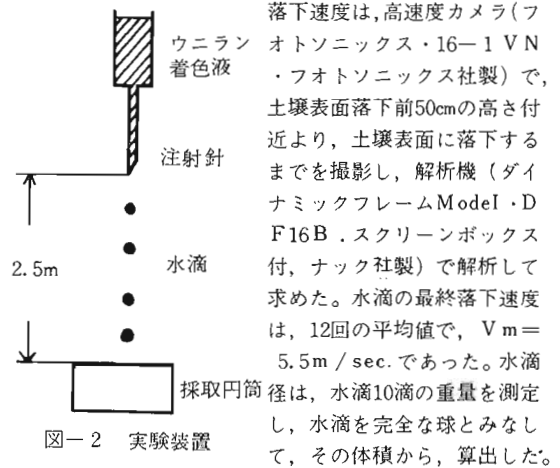 ウニラン
着色液
注射針
2.5m
水滴
採取円筒
図－2　実験装置
落下速度は，高速度カメラ（フ
ォトソニックス・16－1 VN
・フォトソニックス社製）で，
土壌表面落下前50cmの高さ付
近より，土壌表面に落下する
までを撮影し，解析機（ダイ
ナミックフレームModel・D
F16B．スクリーンボックス
付，ナック社製）で解析して
求めた。水滴の最終落下速度
は，12回の平均値で，Vm＝
5.5m／sec.であった。水滴
径は，水滴10滴の重量を測定
し，水滴を完全な球とみなし
て，その体積から，算出した。